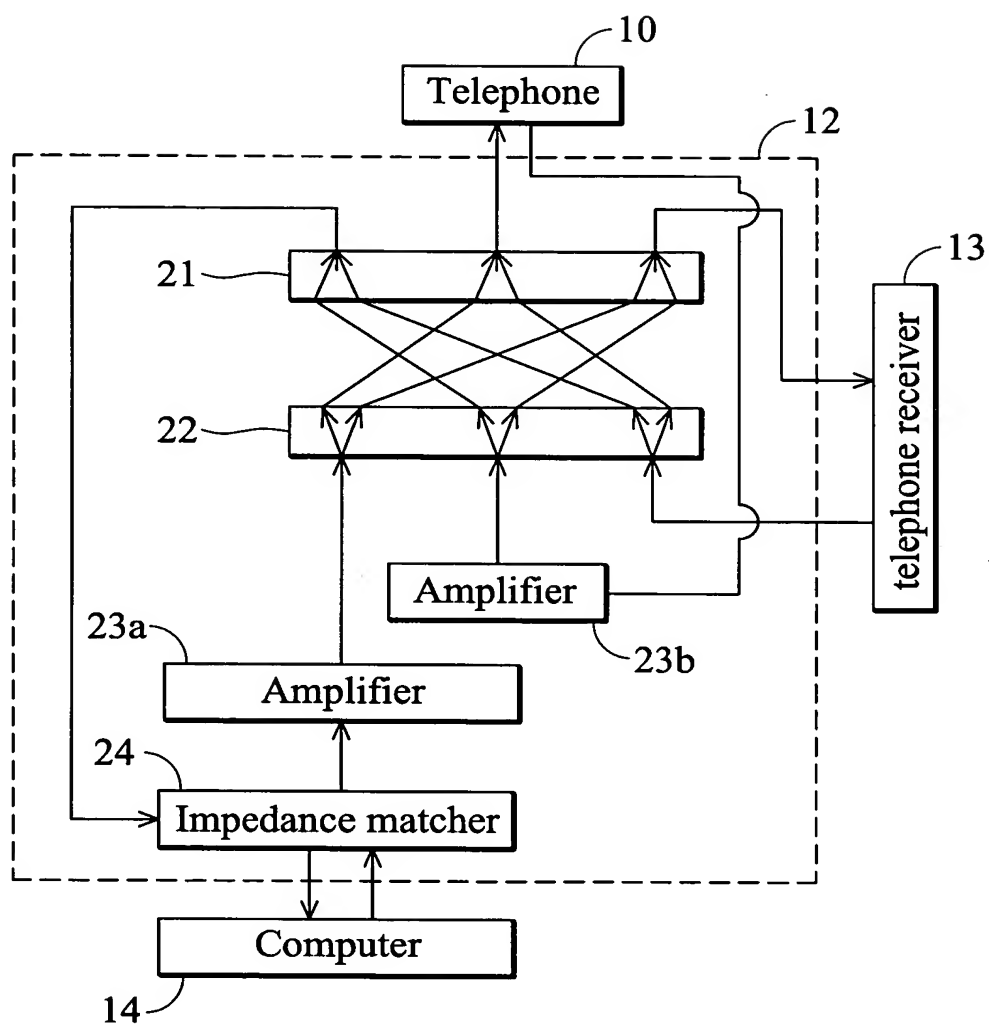 10
Telephone
12
21
13
telephone receiver
22
Amplifier
23a
23b
Amplifier
24
Impedance matcher
Computer
14